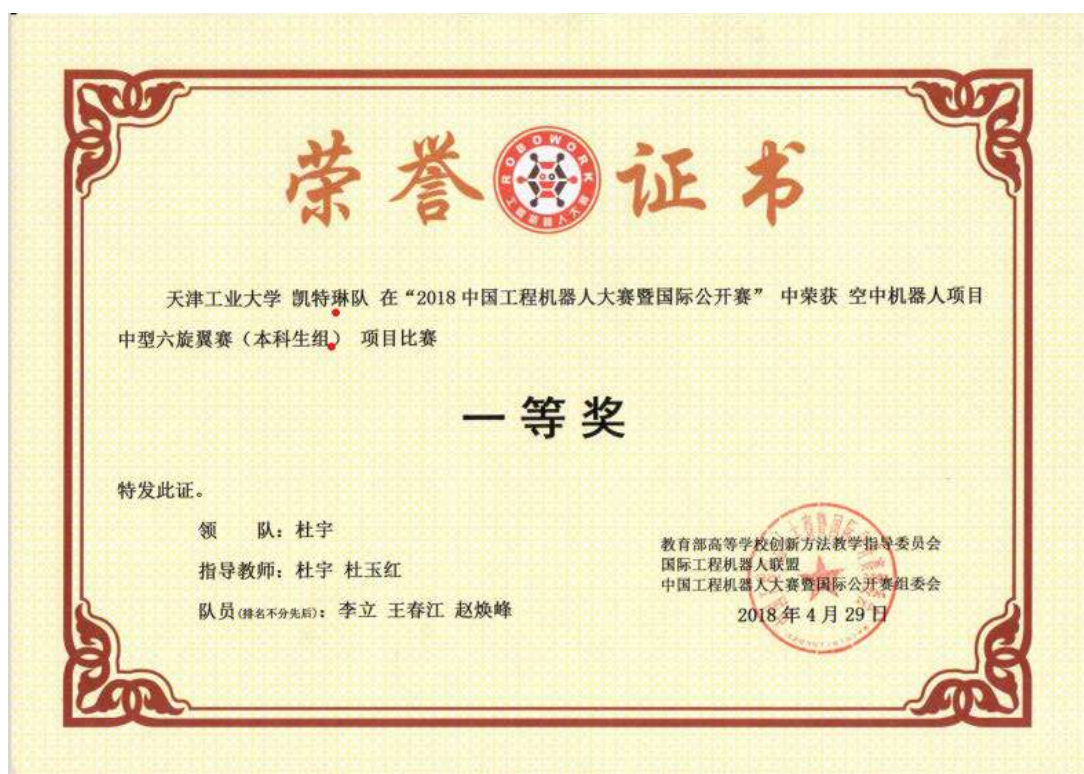 荣誉证书
ROBOWORK
工程机器人大赛
天津工业大学 凯特琳队 在“2018中国工程机器人大赛暨国际公开赛” 中荣获 空中机器人项目
中型六旋翼赛（本科生组） 项目比赛
一等奖
特发此证。
领 队：杜宇
指导教师：杜宇 杜玉红
队员(排名不分先后)：李立 王春江 赵焕峰
教育部高等学校创新方法教学指导委员会
国际工程机器人联盟
中国工程机器人大赛暨国际公开赛组委会
2018年4月29日